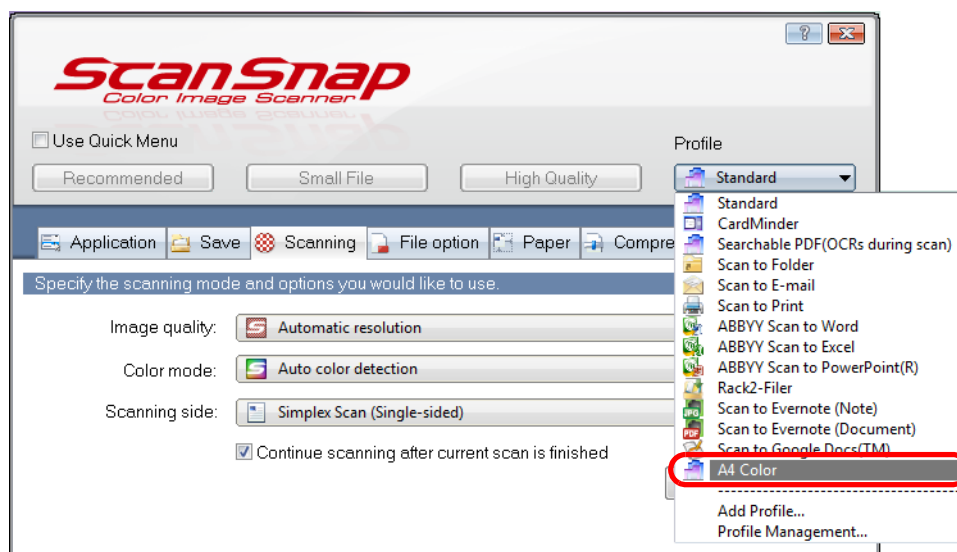 ScanSnap
Color Image Scanner
Use Quick Menu
Profile
Recommended
Small File
High Quality
Standard
Application
Save
Scanning
File option
Paper
Compre
Specify the scanning mode and options you would like to use.
Image quality:
Automatic resolution
Color mode:
Auto color detection
Scanning side:
Simplex Scan (Single-sided)
Continue scanning after current scan is finished
Standard
CardMinder
Searchable PDF(OCRs during scan)
Scan to Folder
Scan to E-mail
Scan to Print
ABBYY Scan to Word
ABBYY Scan to Excel
ABBYY Scan to PowerPoint(R)
Rack2-Filer
Scan to Evernote (Note)
Scan to Evernote (Document)
Scan to Google Docs(TM)
A4 Color
Add Profile...
Profile Management...